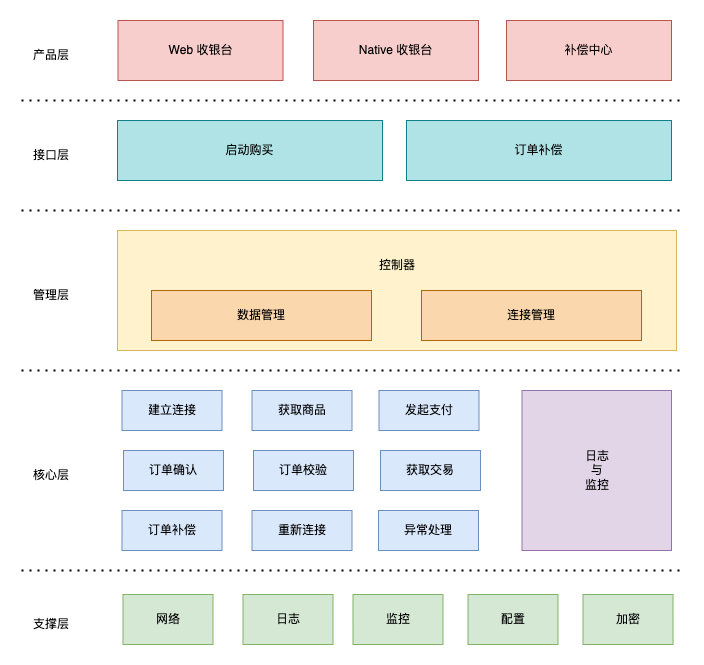 产品层
Web 收银台
Native 收银台
补偿中心
接口层
启动购买
订单补偿
管理层
控制器
数据管理
连接管理
核心层
建立连接
获取商品
发起支付
订单确认
订单校验
获取交易
订单补偿
重新连接
异常处理
日志
与
监控
支撑层
网络
日志
监控
配置
加密